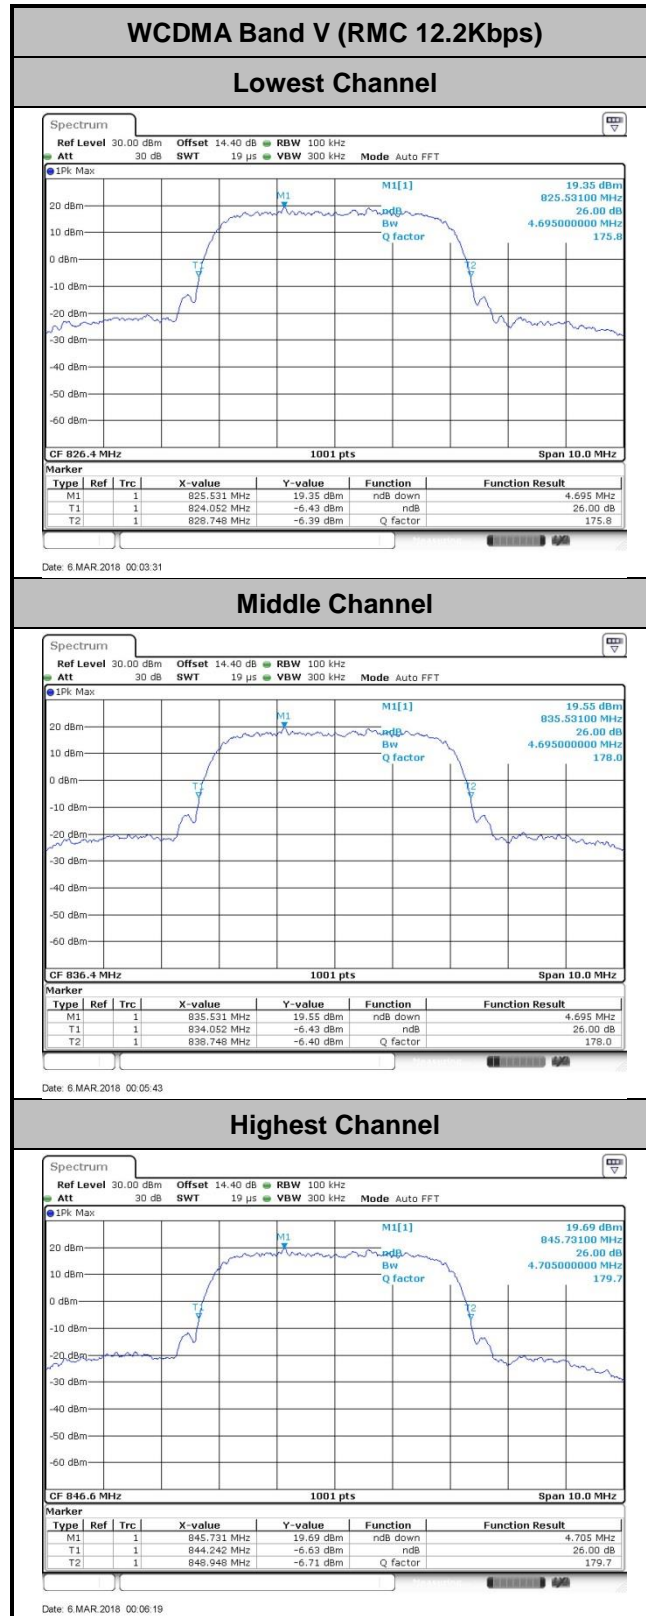 WCDMA Band V (RMC 12.2Kbps)
Lowest Channel
Spectrum
Ref Level 30.00 dBm Offset 14.40 dB RBW 100 kHz
Att 30 dB SWT 19 µs VBW 300 kHz Mode Auto FFT
1Pk Max
M1[1] 19.35 dBm
825.53100 MHz
M1
20 dBm
ndB 26.00 dB
10 dBm
Bw 4.695000000 MHz
Q factor 175.8
0 dBm
T1 T2
-10 dBm
-20 dBm
-30 dBm
-40 dBm
-50 dBm
-60 dBm
CF 826.4 MHz 1001 pts Span 10.0 MHz
Marker
Type Ref Trc X-value Y-value Function Function Result
M1 1 825.531 MHz 19.35 dBm ndB down 4.695 MHz
T1 1 824.052 MHz -6.43 dBm ndB 26.00 dB
T2 1 828.748 MHz -6.39 dBm Q factor 175.8
Date: 6.MAR.2018 00:03:31
Middle Channel
Spectrum
Ref Level 30.00 dBm Offset 14.40 dB RBW 100 kHz
Att 30 dB SWT 19 µs VBW 300 kHz Mode Auto FFT
1Pk Max
M1[1] 19.55 dBm
835.53100 MHz
M1
20 dBm
ndB 26.00 dB
10 dBm
Bw 4.695000000 MHz
Q factor 178.0
0 dBm
T1 T2
-10 dBm
-20 dBm
-30 dBm
-40 dBm
-50 dBm
-60 dBm
CF 836.4 MHz 1001 pts Span 10.0 MHz
Marker
Type Ref Trc X-value Y-value Function Function Result
M1 1 835.531 MHz 19.55 dBm ndB down 4.695 MHz
T1 1 834.052 MHz -6.43 dBm ndB 26.00 dB
T2 1 838.748 MHz -6.40 dBm Q factor 178.0
Date: 6.MAR.2018 00:05:43
Highest Channel
Spectrum
Ref Level 30.00 dBm Offset 14.40 dB RBW 100 kHz
Att 30 dB SWT 19 µs VBW 300 kHz Mode Auto FFT
1Pk Max
M1[1] 19.69 dBm
845.73100 MHz
M1
20 dBm
ndB 26.00 dB
10 dBm
Bw 4.705000000 MHz
Q factor 179.7
0 dBm
T1 T2
-10 dBm
-20 dBm
-30 dBm
-40 dBm
-50 dBm
-60 dBm
CF 846.6 MHz 1001 pts Span 10.0 MHz
Marker
Type Ref Trc X-value Y-value Function Function Result
M1 1 845.731 MHz 19.69 dBm ndB down 4.705 MHz
T1 1 844.242 MHz -6.63 dBm ndB 26.00 dB
T2 1 848.948 MHz -6.71 dBm Q factor 179.7
Date: 6.MAR.2018 00:06:19